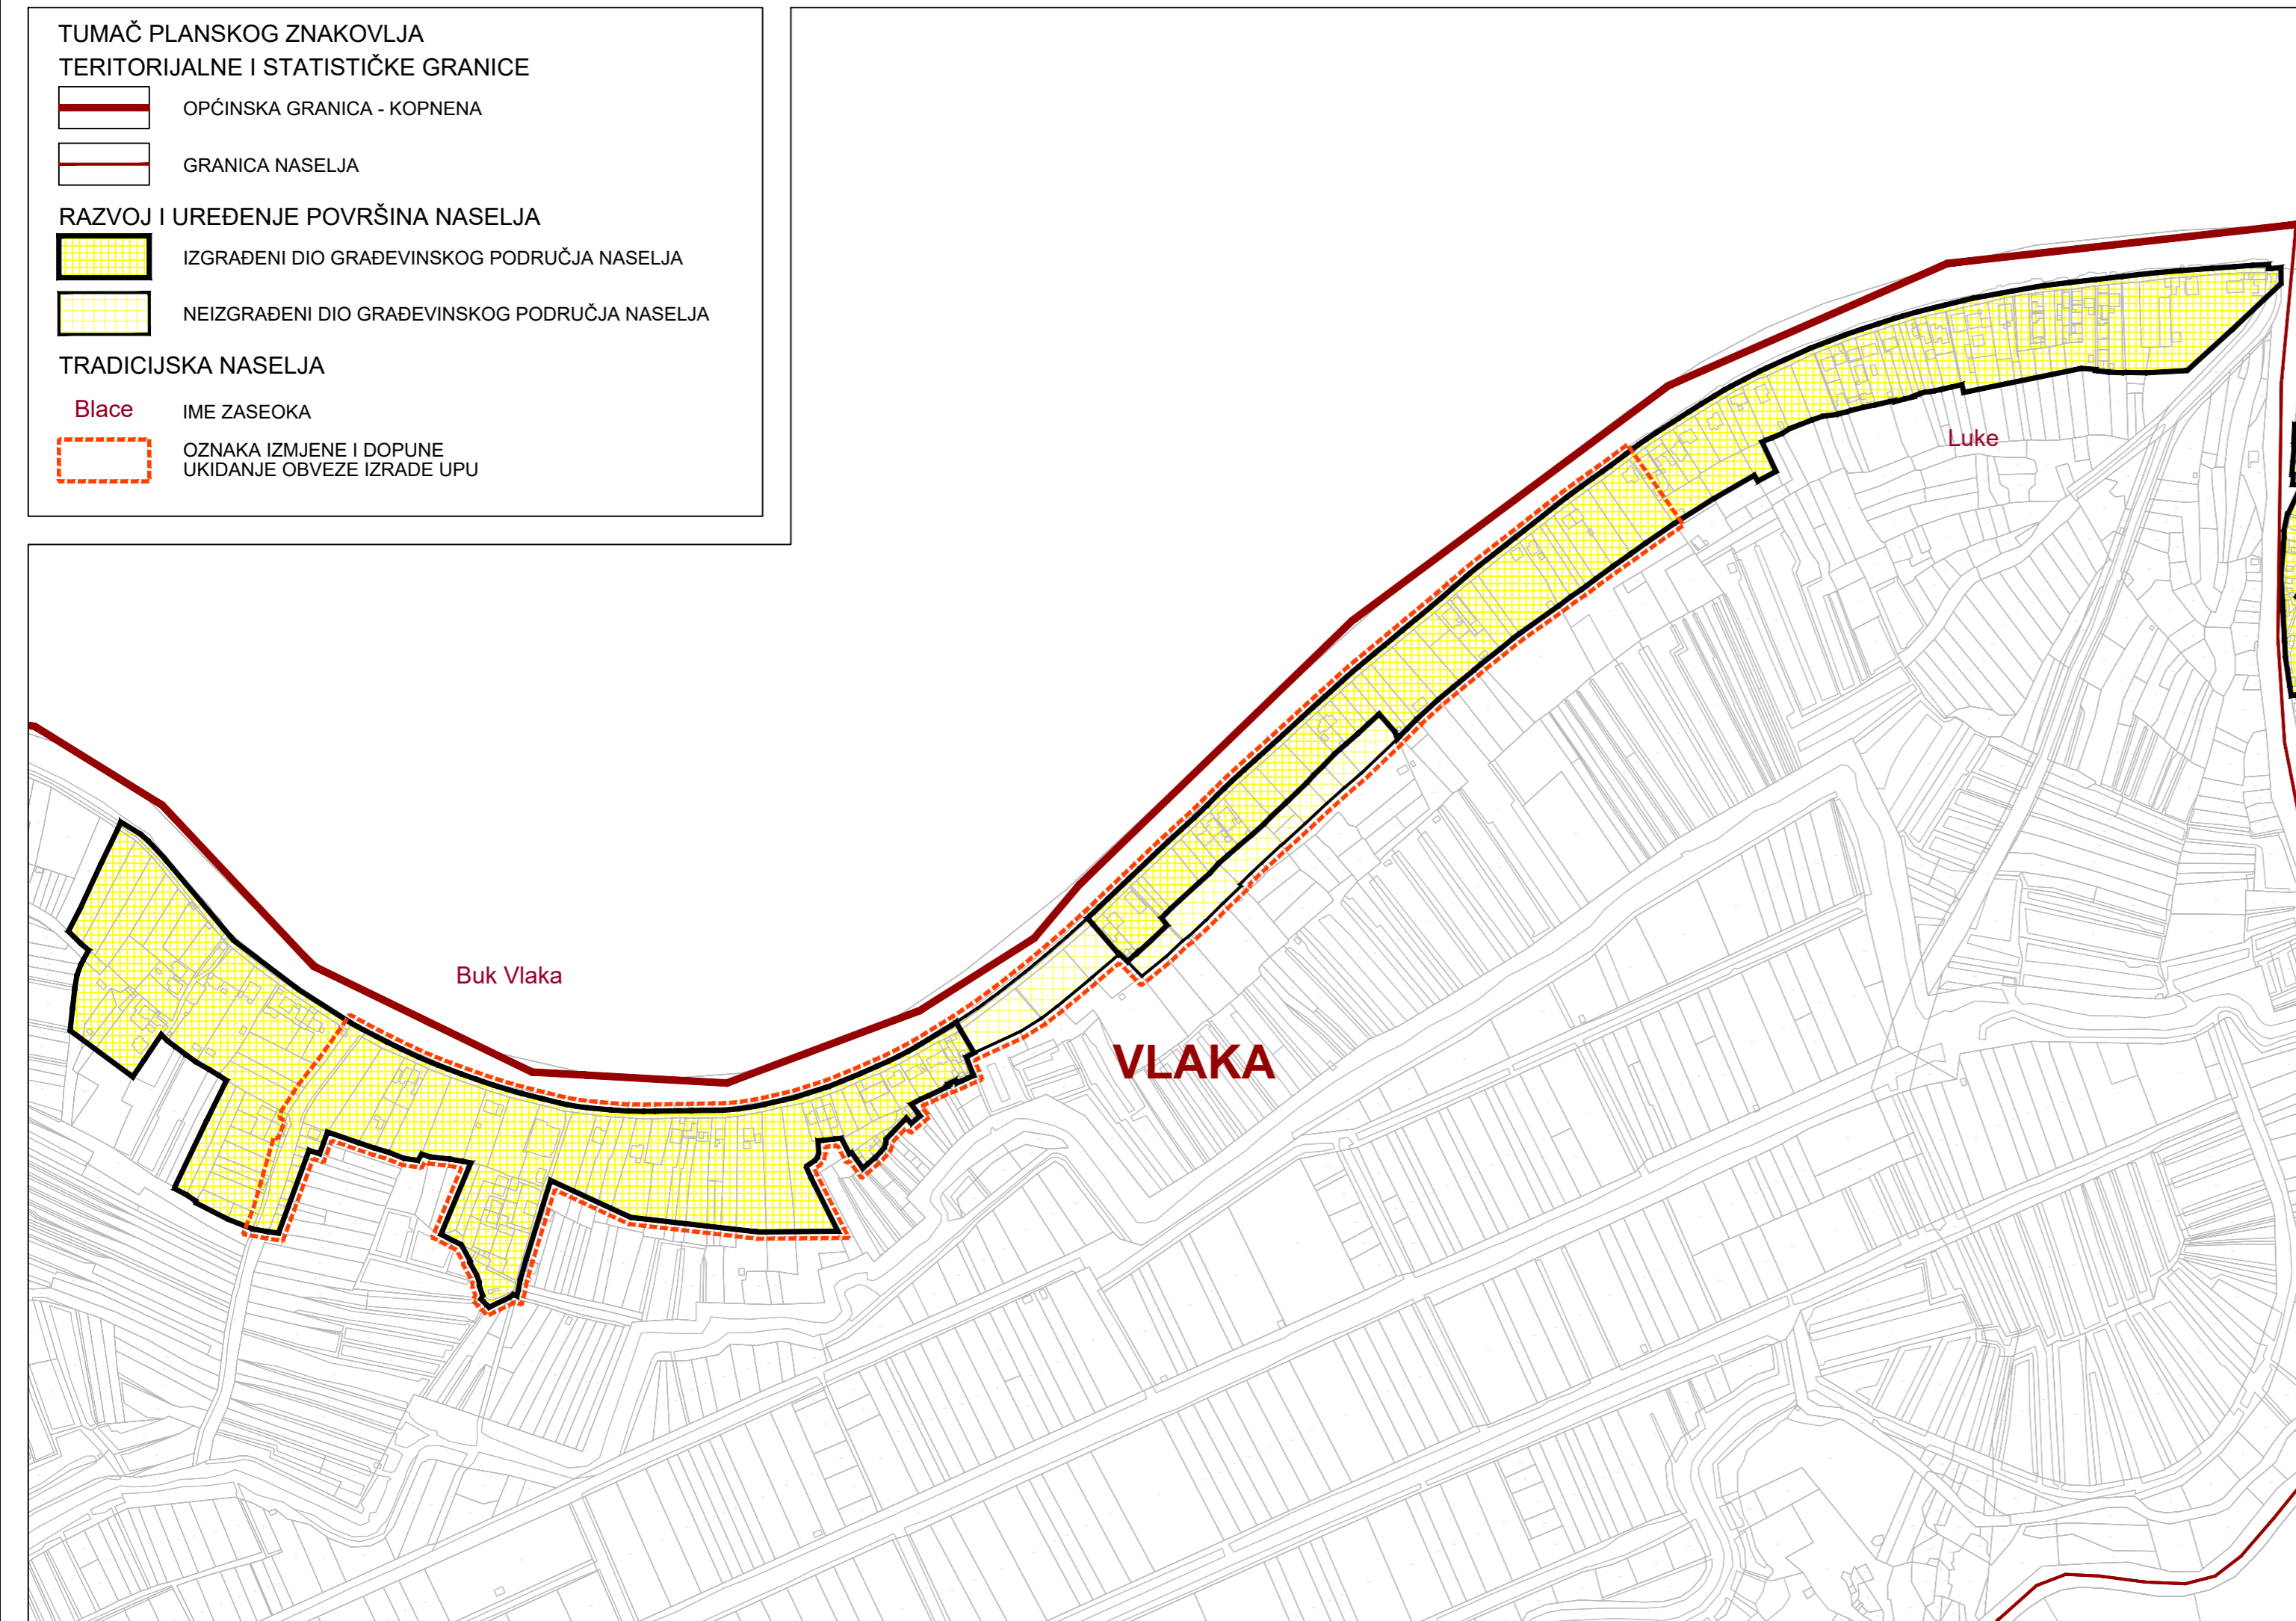 TUMAČ PLANSKOG ZNAKOVLJA
TERITORIJALNE I STATISTIČKE GRANICE
OPĆINSKA GRANICA - KOPNENA
GRANICA NASELJA
RAZVOJ I UREĐENJE POVRŠINA NASELJA
IZGRAĐENI DIO GRAĐEVINSKOG PODRUČJA NASELJA
NEIZGRAĐENI DIO GRAĐEVINSKOG PODRUČJA NASELJA
TRADICIJSKA NASELJA
Blace IME ZASEOKA
OZNAKA IZMJENE I DOPUNE
UKIDANJE OBVEZE IZRADE UPU
Luke
Buk Vlaka
VLAKA